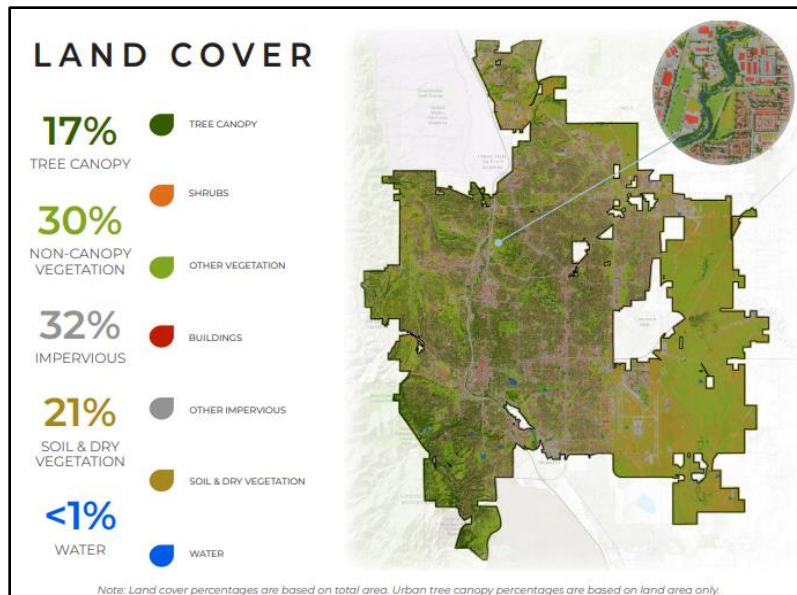 LAND COVER
17%
TREE CANOPY
30%
NON-CANOPY
VEGETATION
32%
IMPERVIOUS
21%
SOIL & DRY
VEGETATION
<1%
WATER
TREE CANOPY
SHRUBS
OTHER VEGETATION
BUILDINGS
OTHER IMPERVIOUS
SOIL & DRY VEGETATION
WATER
Note: Land cover percentages are based on total area. Urban tree canopy percentages are based on land area only.